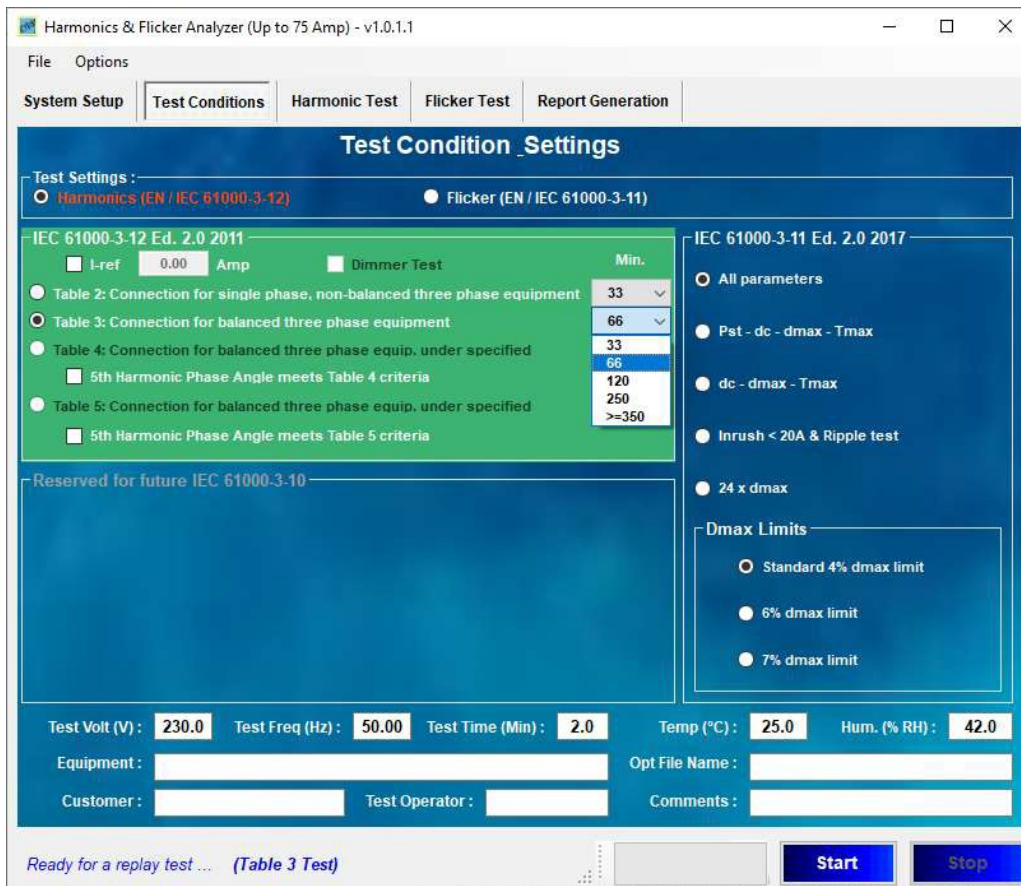 Harmonics & Flicker Analyzer (Up to 75 Amp) - v1.0.1.1
File Options
System Setup Test Conditions Harmonic Test Flicker Test Report Generation
Test Condition _Settings
Test Settings :
Harmonics (EN / IEC 61000-3-12) Flicker (EN / IEC 61000-3-11)
IEC 61000-3-12 Ed. 2.0 2011
I-ref 0.00 Amp Dimmer Test Min.
Table 2: Connection for single phase, non-balanced three phase equipment 33
Table 3: Connection for balanced three phase equipment 66
33
66
120
250
>=350
Table 4: Connection for balanced three phase equip. under specified
5th Harmonic Phase Angle meets Table 4 criteria
Table 5: Connection for balanced three phase equip. under specified
5th Harmonic Phase Angle meets Table 5 criteria
Reserved for future IEC 61000-3-10
IEC 61000-3-11 Ed. 2.0 2017
All parameters
Pst - dc - dmax - Tmax
dc - dmax - Tmax
Inrush < 20A & Ripple test
24 x dmax
Dmax Limits
Standard 4% dmax limit
6% dmax limit
7% dmax limit
Test Volt (V) : 230.0 Test Freq (Hz) : 50.00 Test Time (Min) : 2.0 Temp (°C) : 25.0 Hum. (% RH) : 42.0
Equipment : Opt File Name :
Customer : Test Operator : Comments :
Ready for a replay test ... (Table 3 Test) Start Stop